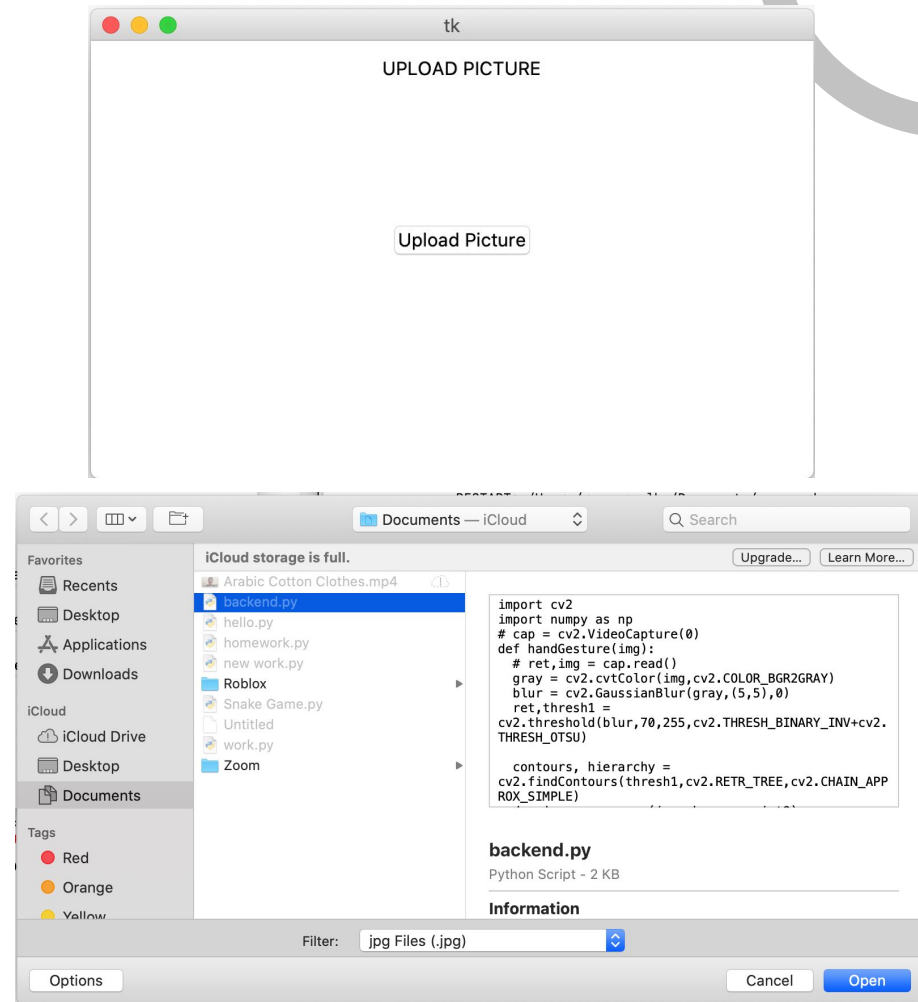 tk
UPLOAD PICTURE
Upload Picture
Documents — iCloud
Search
Favorites
Recents
Desktop
Applications
Downloads
iCloud
iCloud Drive
Desktop
Documents
Tags
Red
Orange
Yellow
iCloud storage is full.
Upgrade...
Learn More...
Arabic Cotton Clothes.mp4
backend.py
hello.py
homework.py
new work.py
Roblox
Snake Game.py
Untitled
work.py
Zoom
import cv2
import numpy as np
# cap = cv2.VideoCapture(0)
def handGesture(img):
# ret,img = cap.read()
gray = cv2.cvtColor(img,cv2.COLOR_BGR2GRAY)
blur = cv2.GaussianBlur(gray,(5,5),0)
ret,thresh1 =
cv2.threshold(blur,70,255,cv2.THRESH_BINARY_INV+cv2.
THRESH_OTSU)
contours, hierarchy =
cv2.findContours(thresh1,cv2.RETR_TREE,cv2.CHAIN_APP
ROX_SIMPLE)
backend.py
Python Script - 2 KB
Information
Filter: jpg Files (.jpg)
Options
Cancel
Open